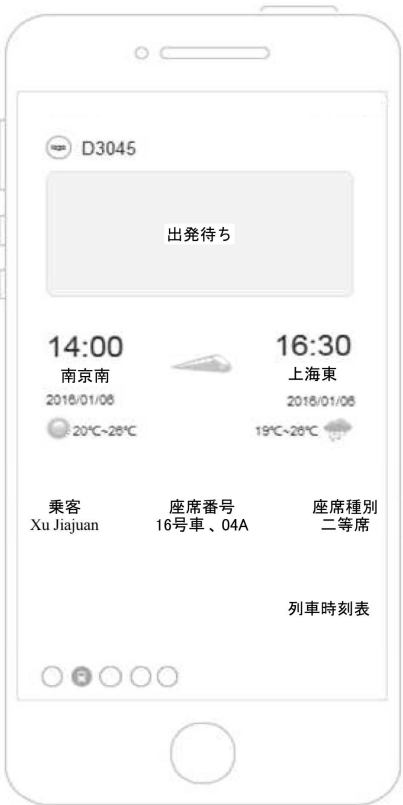 D3045
出発待ち
14:00 16:30
南京南 上海東
2016/01/06 2016/01/06
20℃~26℃ 19℃~26℃
乗客 座席番号 座席種別
Xu Jiajuan 16号車、04A 二等席
列車時刻表